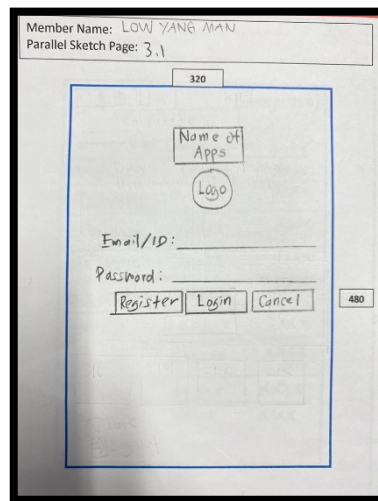 Member Name: LOW YANG MAN
Parallel Sketch Page: 3.1
320
Name of
Apps
Logo
Email/ID:
Password:
Register Login Cancel
480